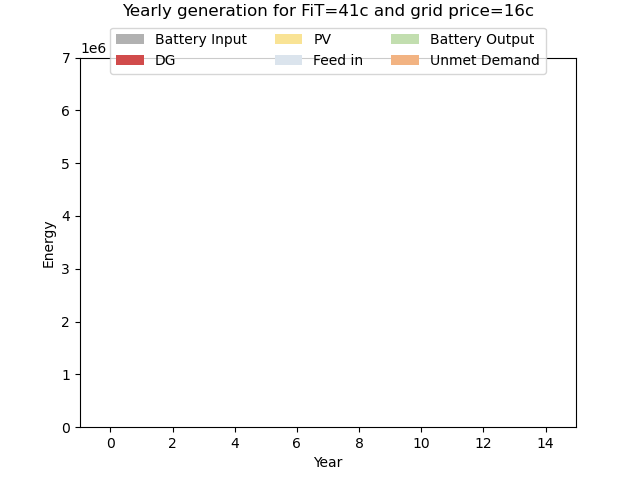 Yearly generation for FiT=41c and grid price=16c
Battery Input PV Battery Output
DG Feed in Unmet Demand
1e6
7
6
5
4
3
2
1
0
Energy
0 2 4 6 8 10 12 14
Year